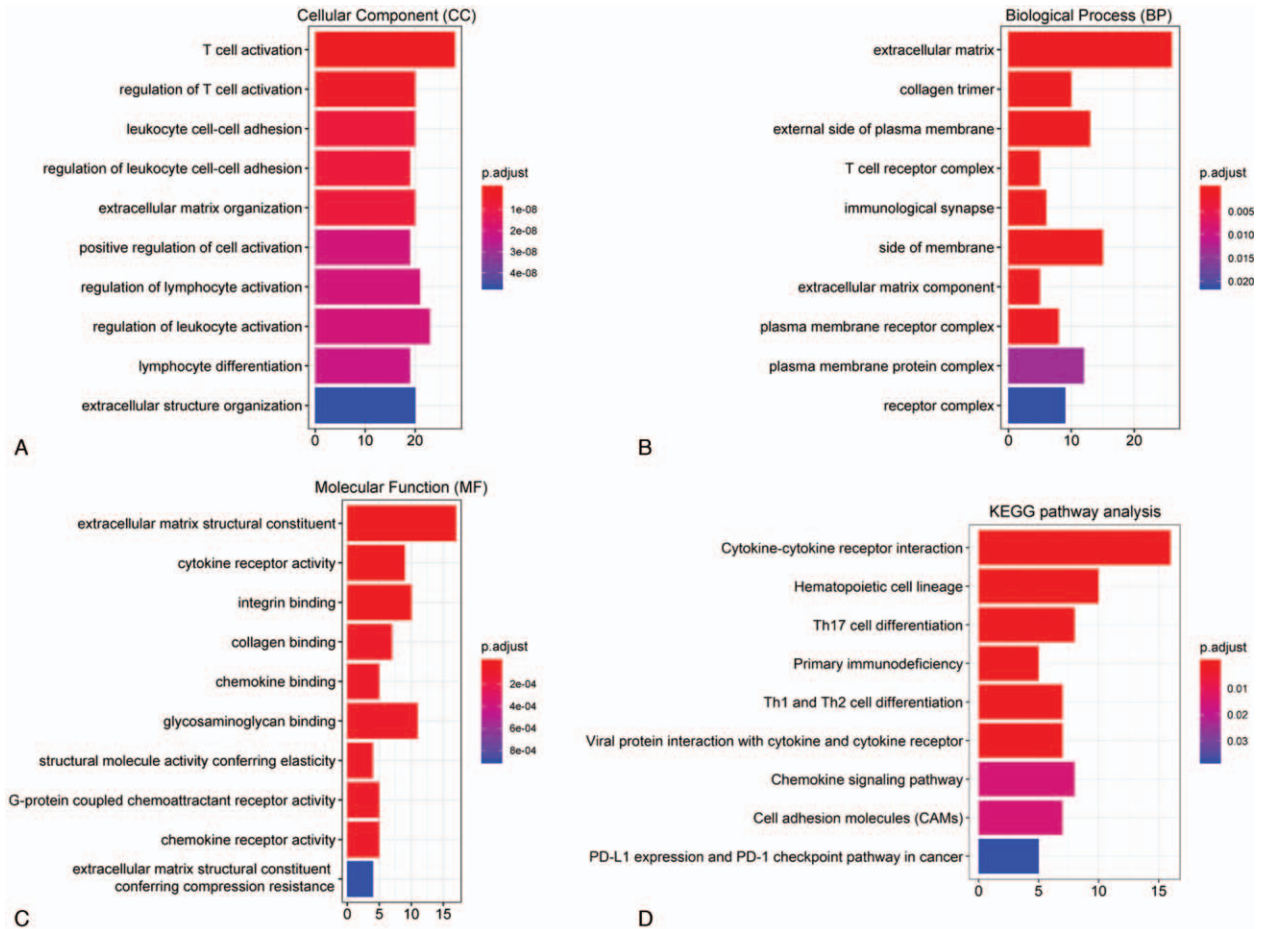 Cellular Component (CC)
T cell activation
regulation of T cell activation
leukocyte cell-cell adhesion
regulation of leukocyte cell-cell adhesion
extracellular matrix organization
positive regulation of cell activation
regulation of lymphocyte activation
regulation of leukocyte activation
lymphocyte differentiation
extracellular structure organization
0 10 20
p.adjust
1e-08
2e-08
3e-08
4e-08
A
Biological Process (BP)
extracellular matrix
collagen trimer
external side of plasma membrane
T cell receptor complex
immunological synapse
side of membrane
extracellular matrix component
plasma membrane receptor complex
plasma membrane protein complex
receptor complex
0 10 20
p.adjust
0.005
0.010
0.015
0.020
B
Molecular Function (MF)
extracellular matrix structural constituent
cytokine receptor activity
integrin binding
collagen binding
chemokine binding
glycosaminoglycan binding
structural molecule activity conferring elasticity
G-protein coupled chemoattractant receptor activity
chemokine receptor activity
extracellular matrix structural constituent
conferring compression resistance
0 5 10 15
p.adjust
2e-04
4e-04
6e-04
8e-04
C
KEGG pathway analysis
Cytokine-cytokine receptor interaction
Hematopoietic cell lineage
Th17 cell differentiation
Primary immunodeficiency
Th1 and Th2 cell differentiation
Viral protein interaction with cytokine and cytokine receptor
Chemokine signaling pathway
Cell adhesion molecules (CAMs)
PD-L1 expression and PD-1 checkpoint pathway in cancer
0 5 10 15
p.adjust
0.01
0.02
0.03
D